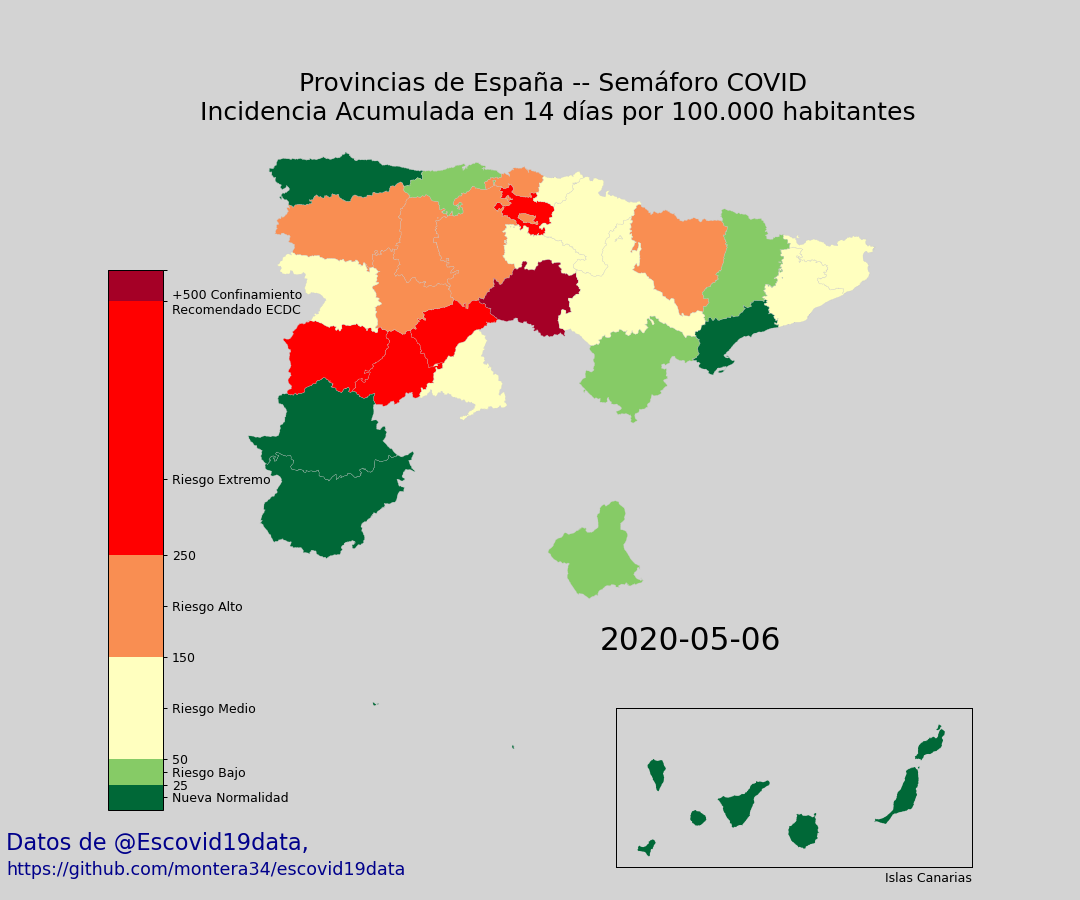 Provincias de España -- Semáforo COVID
Incidencia Acumulada en 14 días por 100.000 habitantes
+500 Confinamiento
Recomendado ECDC
Riesgo Extremo
250
Riesgo Alto
150
Riesgo Medio
50
Riesgo Bajo
25
Nueva Normalidad
2020-05-06
Islas Canarias
Datos de @Escovid19data,
https://github.com/montera34/escovid19data